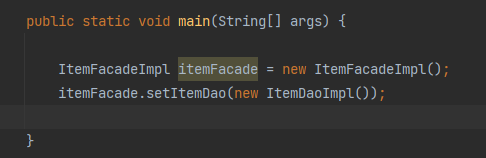 public static void main(String[] args) {
ItemFacadeImpl itemFacade = new ItemFacadeImpl();
itemFacade.setItemDao(new ItemDaoImpl());
}